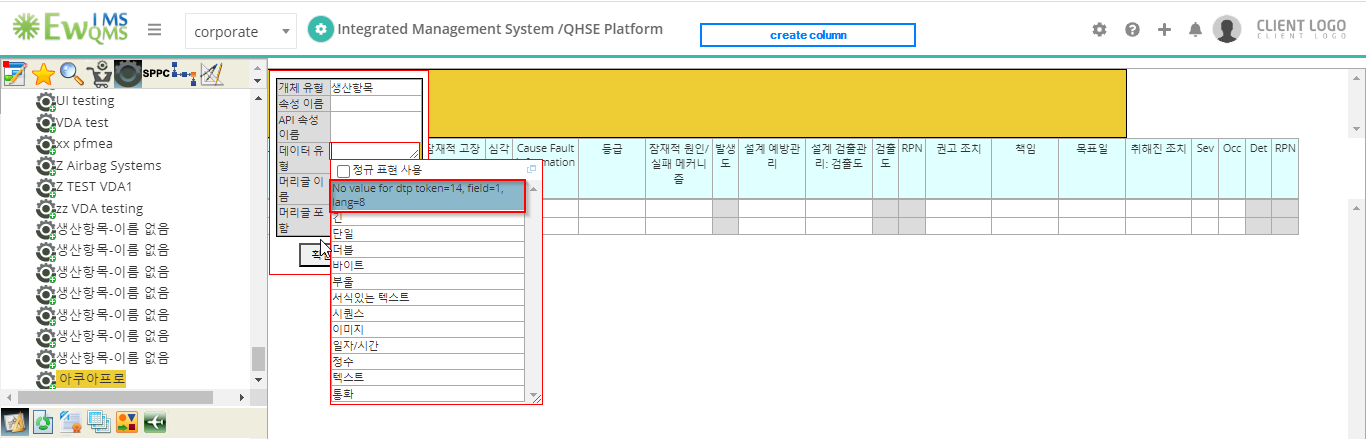 IMS
EwQMS
corporate
Integrated Management System /QHSE Platform
create column
CLIENT LOGO
CLIENT LOGO
SPPC
UI testing
VDA test
xx pfmea
Z Airbag Systems
Z TEST VDA1
zz VDA testing
생산항목-이름 없음
생산항목-이름 없음
생산항목-이름 없음
생산항목-이름 없음
생산항목-이름 없음
생산항목-이름 없음
생산항목-이름 없음
아쿠아프로
개체 유형
생산항목
속성 이름
API 속성
이름
데이터 유
형
머리글 이
름
머리글 포
함
정규 표현 사용
No value for dtp token=14, field=1,
lang=8
긴
단일
더블
바이트
부울
서식있는 텍스트
시퀀스
이미지
일자/시간
정수
텍스트
통화
잠재적 고장
심각
Cause Fault
등급
잠재적 원인/
실패 메커니
즘
발생
도
설계 예방관
리
설계 검출관
리: 검출도
검출
도
RPN
권고 조치
책임
목표일
취해진 조치
Sev
Occ
Det
RPN